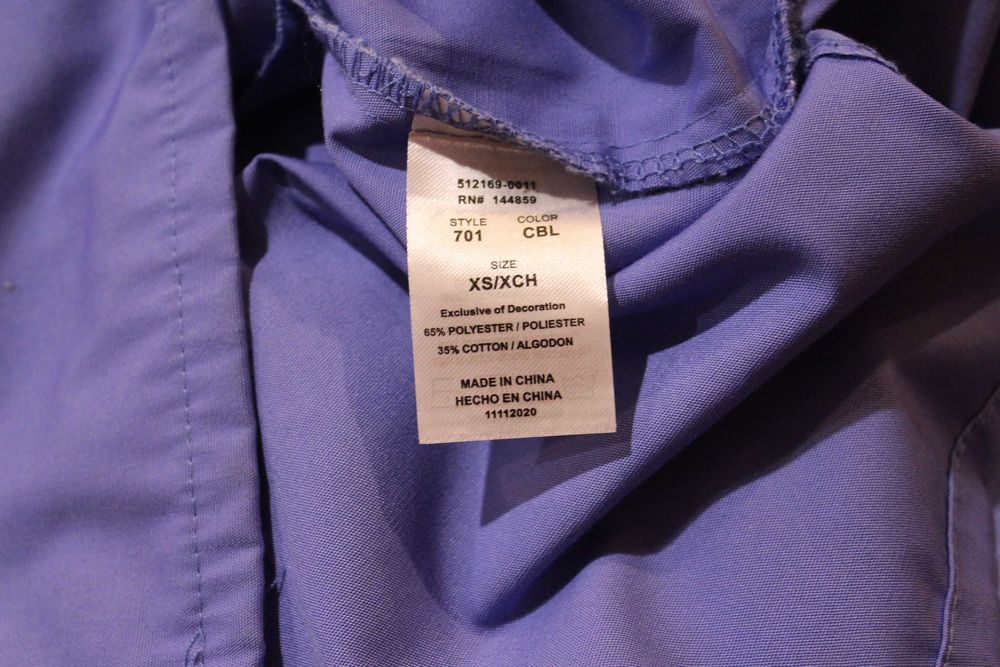 512169-0011
RN# 144859
STYLE COLOR
701 CBL
SIZE
XS/XCH
Exclusive of Decoration
65% POLYESTER / POLIESTER
35% COTTON / ALGODON
MADE IN CHINA
HECHO EN CHINA
11112020